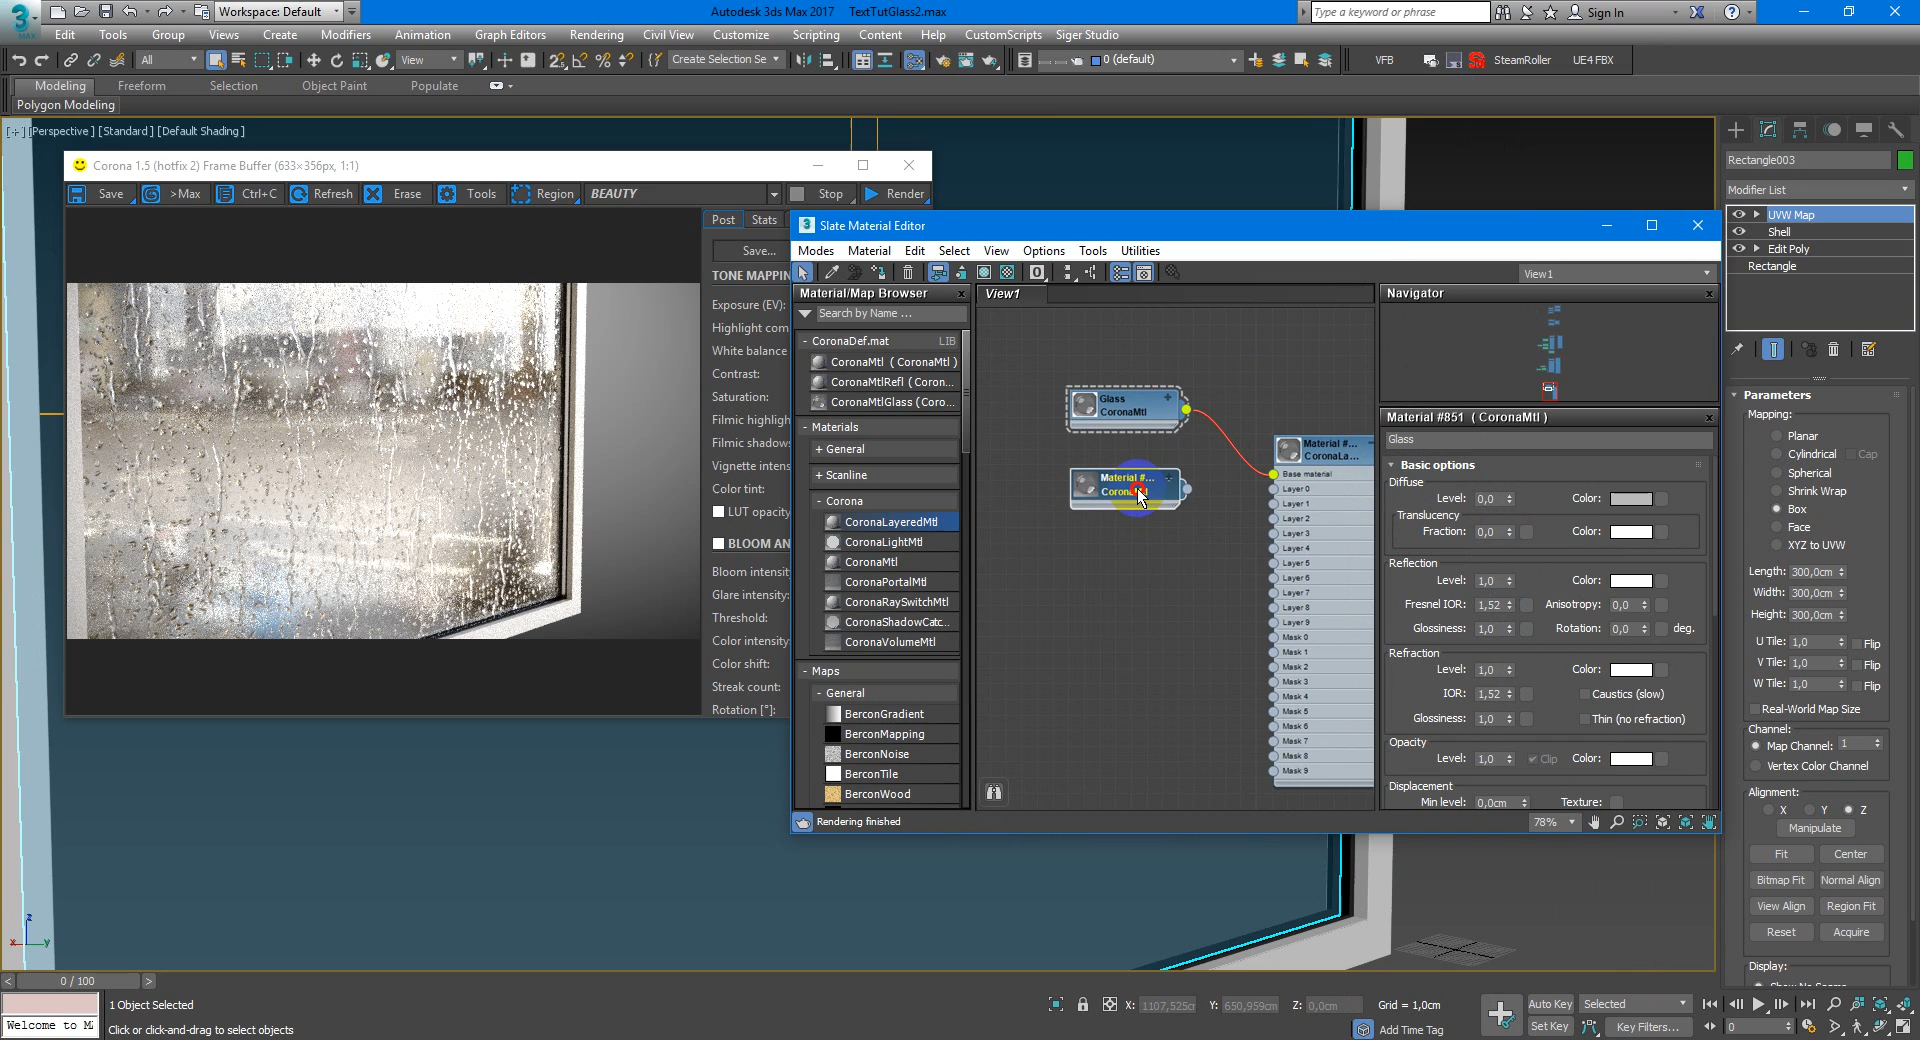 Workspace: Default
Autodesk 3ds Max 2017 TextTutGlass2.max
Type a keyword or phrase
Sign In
Edit Tools Group Views Create Modifiers Animation Graph Editors Rendering Civil View Customize Scripting Content Help CustomScripts Siger Studio
All View Create Selection Se 0 (default) VFB SteamRoller UE4 FBX
Modeling Freeform Selection Object Paint Populate
Polygon Modeling
[+] [Perspective] [Standard] [Default Shading]
Corona 1.5 (hotfix 2) Frame Buffer (633×356px, 1:1)
Save >Max Ctrl+C Refresh Erase Tools Region BEAUTY Stop Render
Post Stats
Save...
TONE MAPPIN
Exposure (EV):
Highlight com
White balance
Contrast:
Saturation:
Filmic highligh
Filmic shadows
Vignette intens
Color tint:
LUT opacity
BLOOM AN
Bloom intensit
Glare intensity:
Threshold:
Color intensity
Color shift:
Streak count:
Rotation [°]:
Slate Material Editor
Modes Material Edit Select View Options Tools Utilities
View1
Material/Map Browser
Search by Name ...
- CoronaDef.mat LIB
CoronaMtl ( CoronaMtl )
CoronaMtlRefl ( Coron...
CoronaMtlGlass (Coro...
- Materials
+ General
+ Scanline
- Corona
CoronaLayeredMtl
CoronaLightMtl
CoronaMtl
CoronaPortalMtl
CoronaRaySwitchMtl
CoronaShadowCatc...
CoronaVolumeMtl
- Maps
- General
BerconGradient
BerconMapping
BerconNoise
BerconTile
BerconWood
Rendering finished
View1
Glass
CoronaMtl
Material #...
Material #...
CoronaLa...
Base material
Layer 0
Layer 1
Layer 2
Layer 3
Layer 4
Layer 5
Layer 6
Layer 7
Layer 8
Layer 9
Mask 0
Mask 1
Mask 2
Mask 3
Mask 4
Mask 5
Mask 6
Mask 7
Mask 8
Mask 9
Navigator
Material #851 ( CoronaMtl )
Glass
Basic options
Diffuse
Level: 0,0 Color:
Translucency
Fraction: 0,0 Color:
Reflection
Level: 1,0 Color:
Fresnel IOR: 1,52 Anisotropy: 0,0
Glossiness: 1,0 Rotation: 0,0 deg.
Refraction
Level: 1,0 Color:
IOR: 1,52 Caustics (slow)
Glossiness: 1,0 Thin (no refraction)
Opacity
Level: 1,0 Clip Color:
Displacement
Min level: 0,0cm Texture:
78%
Rectangle003
Modifier List
UVW Map
Shell
Edit Poly
Rectangle
Parameters
Mapping:
Planar
Cylindrical Cap
Spherical
Shrink Wrap
Box
Face
XYZ to UVW
Length: 300,0cm
Width: 300,0cm
Height: 300,0cm
U Tile: 1,0 Flip
V Tile: 1,0 Flip
W Tile: 1,0 Flip
Real-World Map Size
Channel:
Map Channel: 1
Vertex Color Channel
Alignment:
X Y Z
Manipulate
Fit Center
Bitmap Fit Normal Align
View Align Region Fit
Reset Acquire
Display:
z
x y
< 0 / 100 >
1 Object Selected
Welcome to M
Click or click-and-drag to select objects
X: 1107,525c Y: 650,959cm Z: 0,0cm Grid = 1,0cm
Add Time Tag
Auto Key Selected
Set Key Key Filters...
0